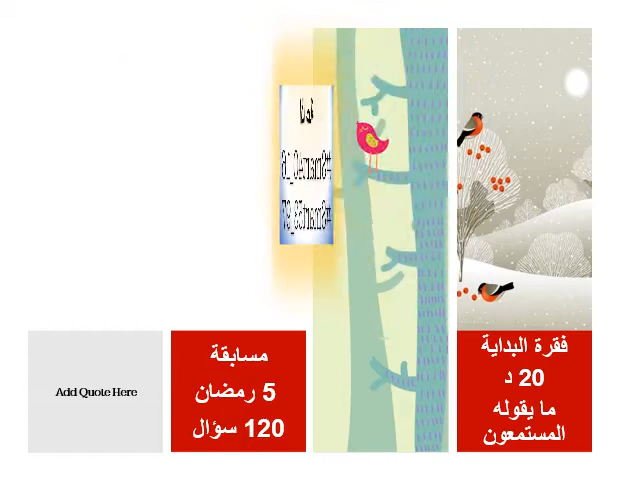 فقرة البداية
20 د
ما يقوله
المستمعون
مسابقة
5 رمضان
120 سؤال
Add Quote Here